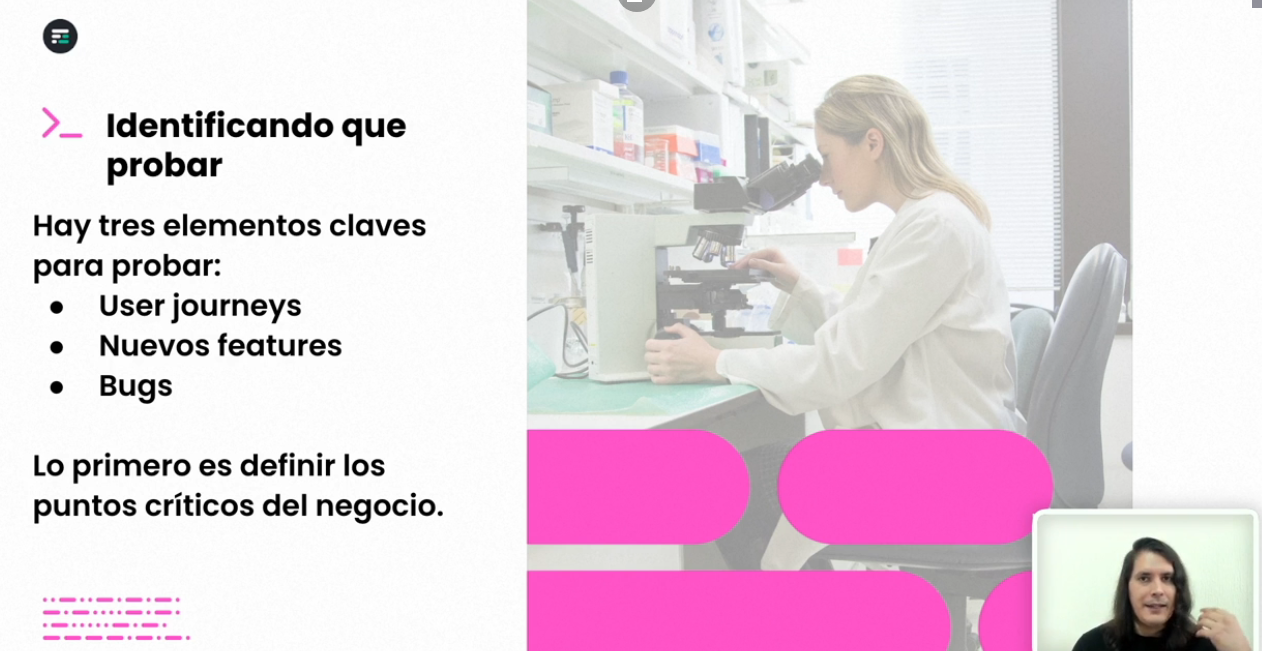 Identificando que
probar
Hay tres elementos claves
para probar:
● User journeys
● Nuevos features
● Bugs
Lo primero es definir los
puntos críticos del negocio.